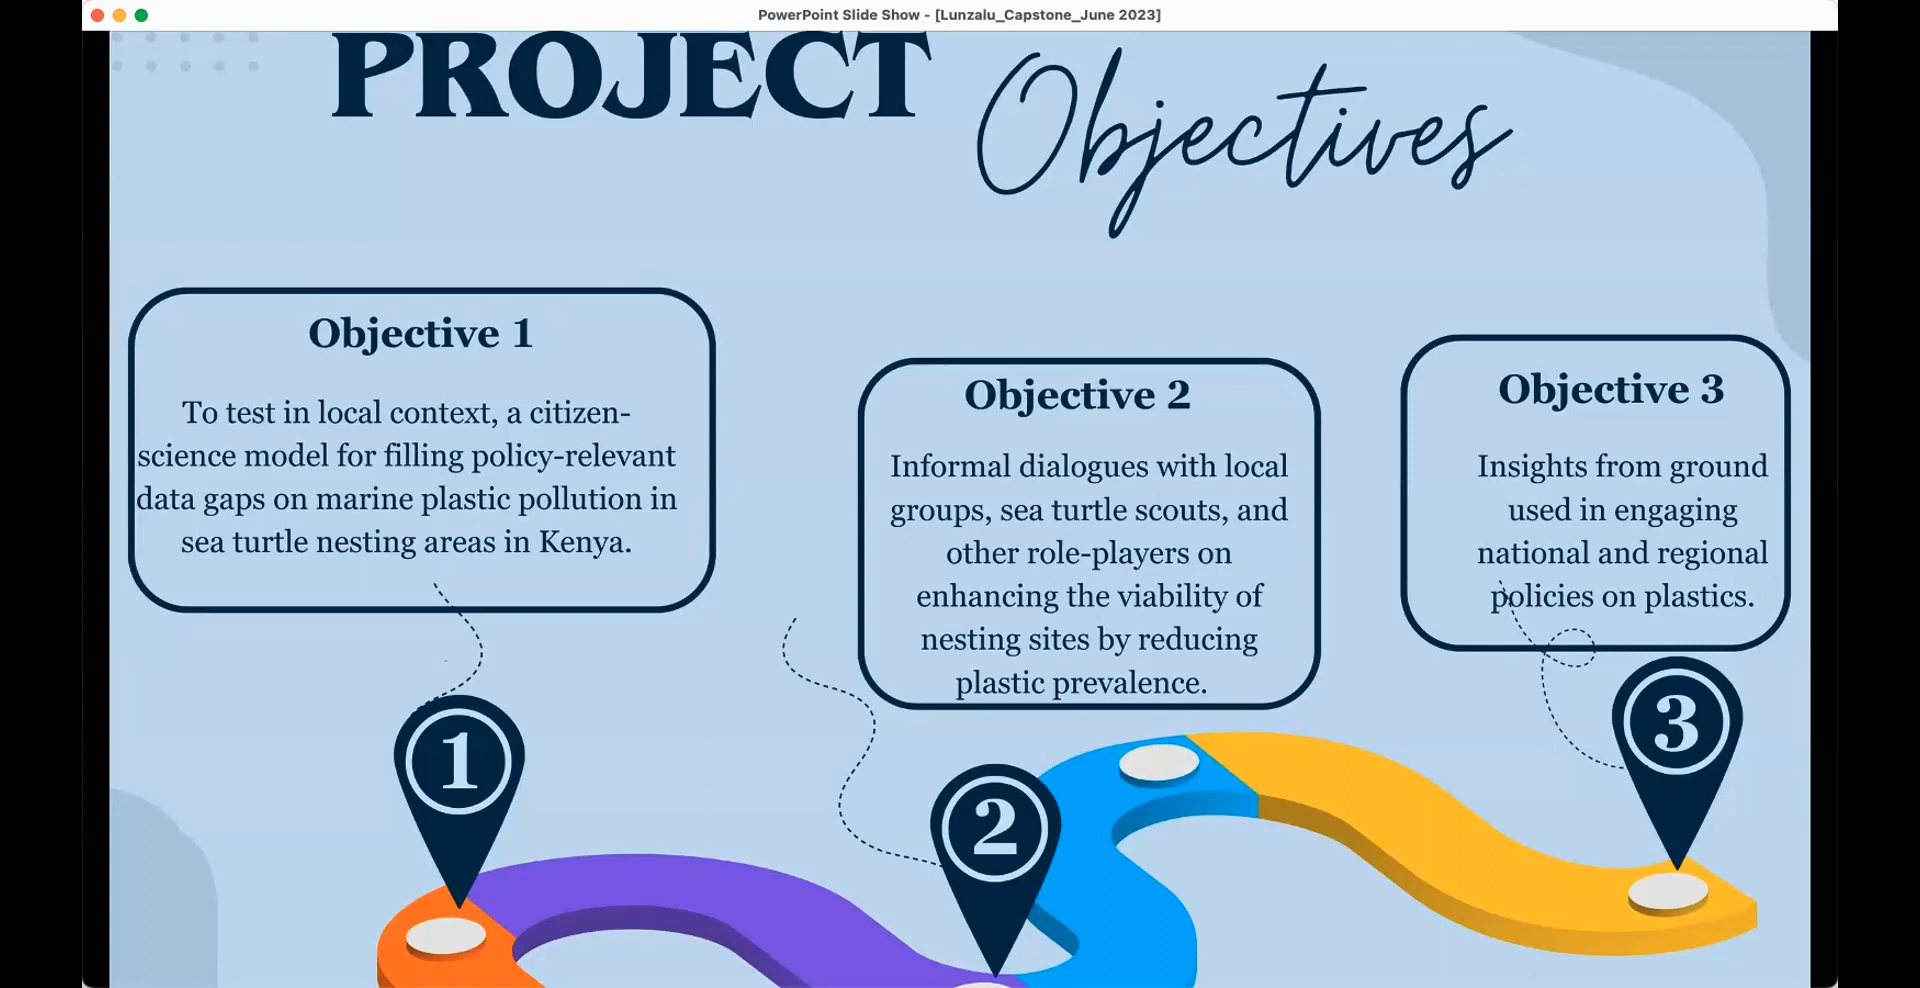 PowerPoint Slide Show - [Lunzalu_Capstone_June 2023]
PROJECT Objectives
Objective 1
To test in local context, a citizen-
science model for filling policy-relevant
data gaps on marine plastic pollution in
sea turtle nesting areas in Kenya.
Objective 2
Informal dialogues with local
groups, sea turtle scouts, and
other role-players on
enhancing the viability of
nesting sites by reducing
plastic prevalence.
Objective 3
Insights from ground
used in engaging
national and regional
policies on plastics.
1
2
3